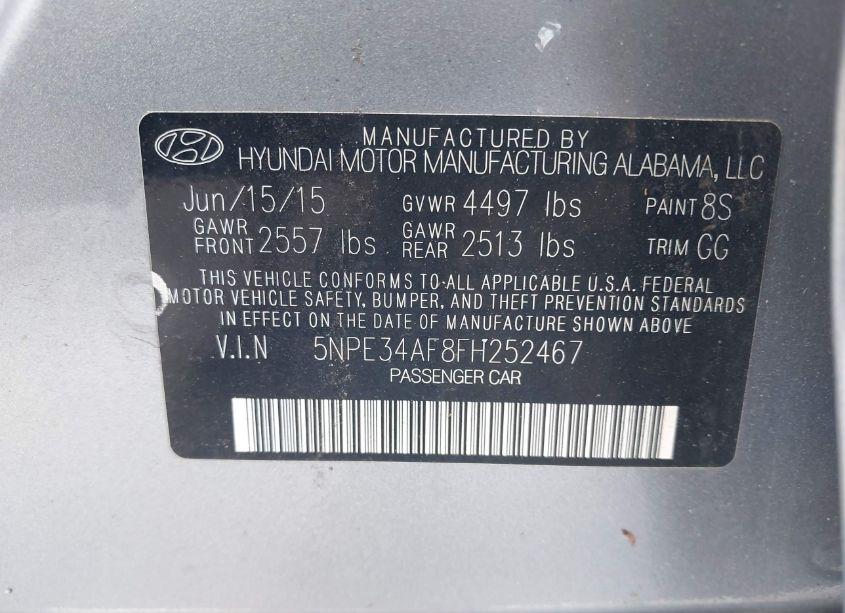 MANUFACTURED BY
HYUNDAI MOTOR MANUFACTURING ALABAMA, LLC
Jun/15/15 GVWR 4497 lbs PAINT 8S
GAWR FRONT 2557 lbs GAWR REAR 2513 lbs TRIM GG
THIS VEHICLE CONFORMS TO ALL APPLICABLE U.S.A. FEDERAL
MOTOR VEHICLE SAFETY, BUMPER, AND THEFT PREVENTION STANDARDS
IN EFFECT ON THE DATE OF MANUFACTURE SHOWN ABOVE
V.I.N 5NPE34AF8FH252467
PASSENGER CAR